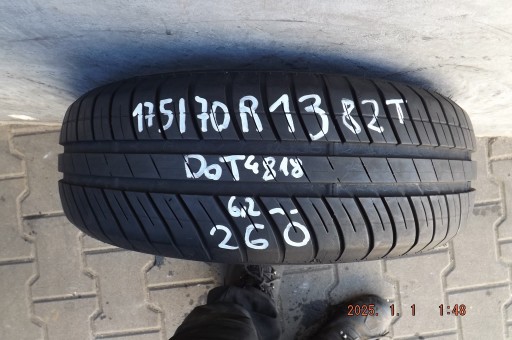 175/70R13 82T
DOT4818
6,2--
260
2025. 1. 1 1:48